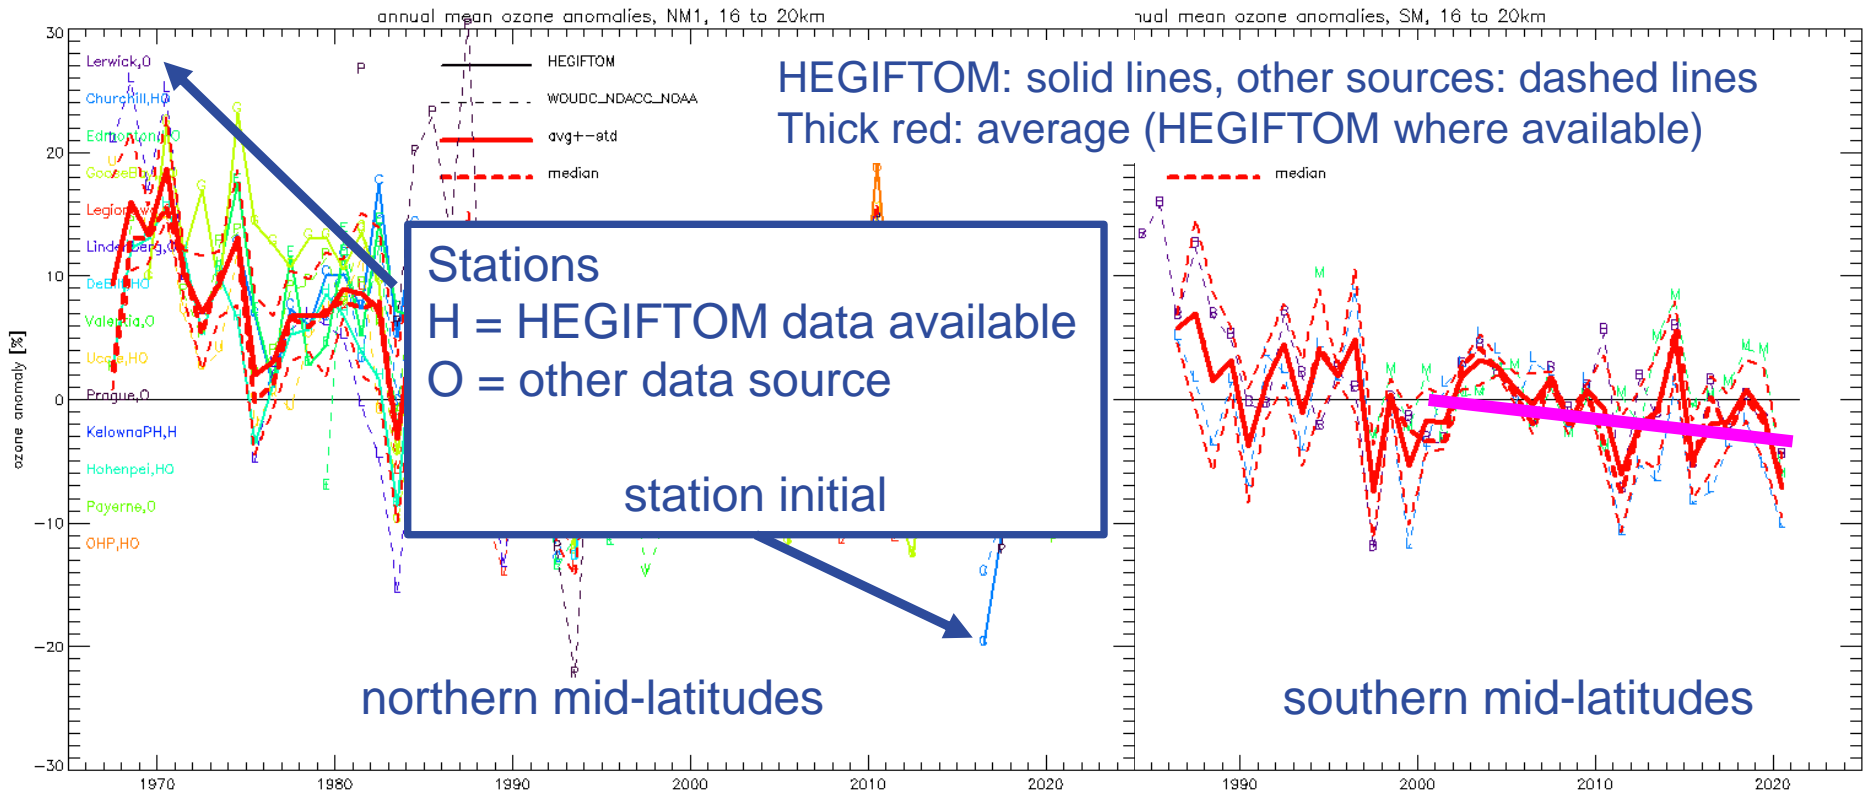 annual mean ozone anomalies, NM1, 16 to 20km
nual mean ozone anomalies, SM, 16 to 20km
HEGIFTOM: solid lines, other sources: dashed lines
Thick red: average (HEGIFTOM where available)
HEGIFTOM
WOUDC_NDACC_NOAA
avg+-std
median
median
Lerwick,O
Churchill,HO
Edmonton,HO
Legionowo,HO
Lindenberg,O
DeBilt,HO
Valentia,O
Uccle,HO
Prague,O
KelownaPH,H
Hohenpei,HO
Payerne,O
OHP,HO
Stations
H = HEGIFTOM data available
O = other data source
station initial
northern mid-latitudes
southern mid-latitudes
ozone anomaly [%]
30
20
10
0
-10
-20
-30
1970
1980
1990
2000
2010
2020
1990
2000
2010
2020